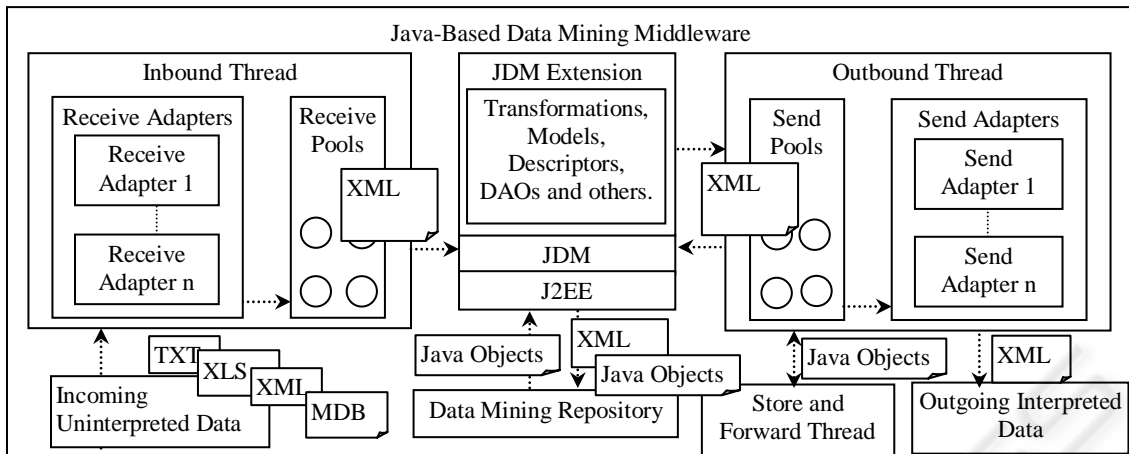 Java-Based Data Mining Middleware
Inbound Thread
Receive Adapters
Receive
Adapter 1
Receive
Adapter n
Receive
Pools
XML
JDM Extension
Transformations,
Models,
Descriptors,
DAOs and others.
JDM
J2EE
Outbound Thread
Send
Pools
XML
Send Adapters
Send
Adapter 1
Send
Adapter n
TXT
XLS
XML
MDB
Incoming
Uninterpreted Data
Java Objects
XML
Java Objects
Data Mining Repository
Java Objects
Store and
Forward Thread
XML
Outgoing Interpreted
Data